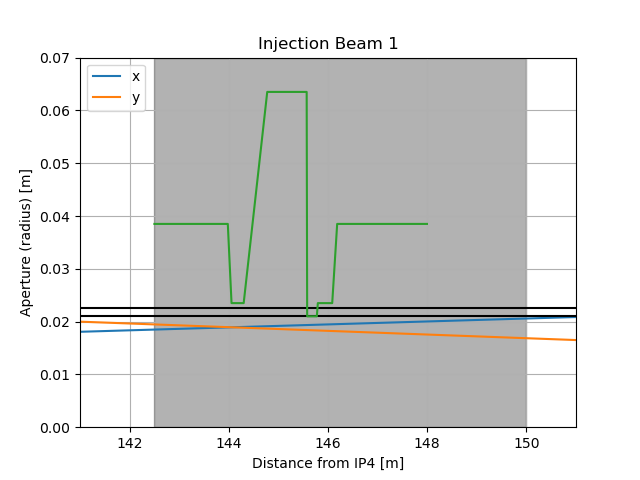 Injection Beam 1
x
y
Aperture (radius) [m]
0.07
0.06
0.05
0.04
0.03
0.02
0.01
0.00
142 144 146 148 150
Distance from IP4 [m]